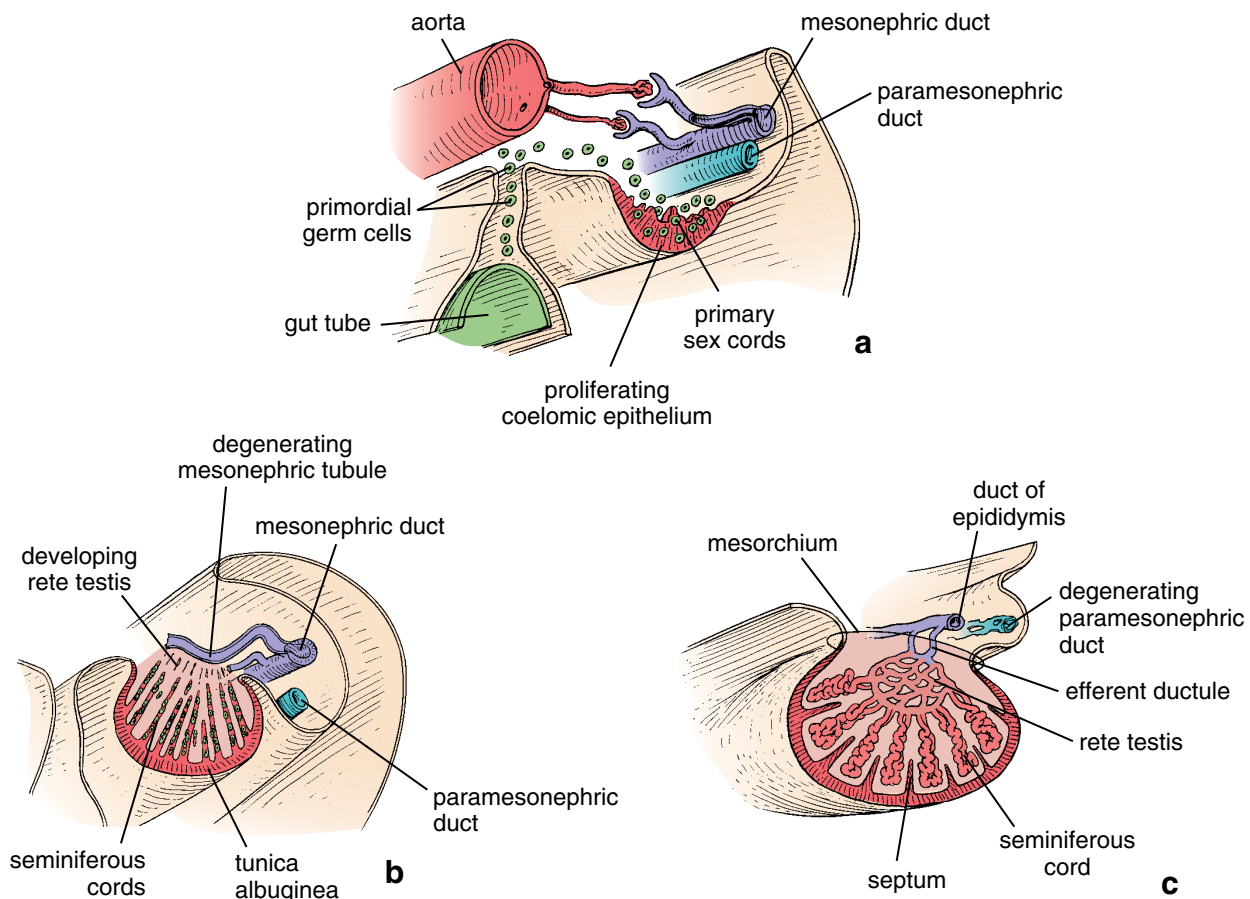 aorta
mesonephric duct
paramesonephric
duct
primordial
germ cells
gut tube
primary
sex cords
a
proliferating
coelomic epithelium
degenerating
mesonephric tubule
mesonephric duct
developing
rete testis
paramesonephric
duct
seminiferous
cords
tunica
albuginea
b
duct of
epididymis
mesorchium
degenerating
paramesonephric
duct
efferent ductule
rete testis
seminiferous
cord
septum
c